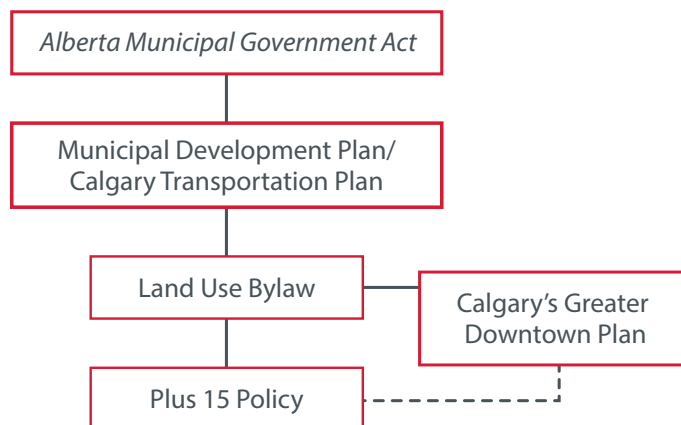 Alberta Municipal Government Act
Municipal Development Plan/
Calgary Transportation Plan
Land Use Bylaw
Calgary’s Greater
Downtown Plan
Plus 15 Policy